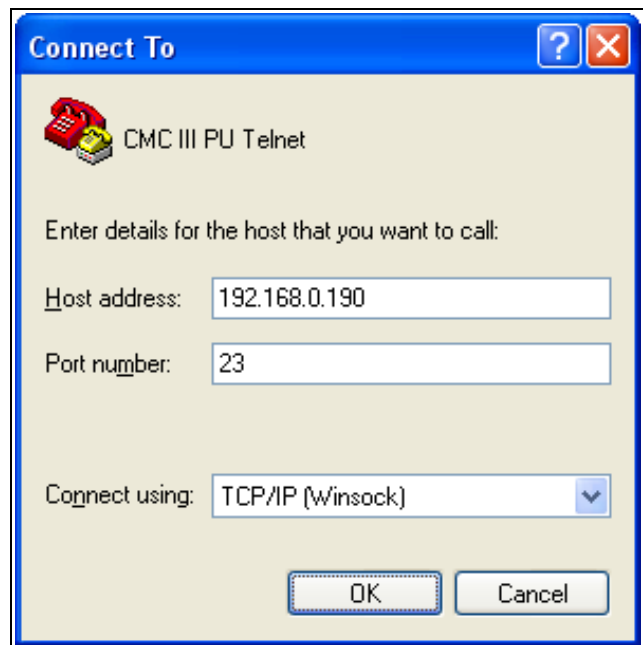 Connect To
CMC III PU Telnet
Enter details for the host that you want to call:
Host address: 192.168.0.190
Port number: 23
Connect using: TCP/IP (Winsock)
OK Cancel